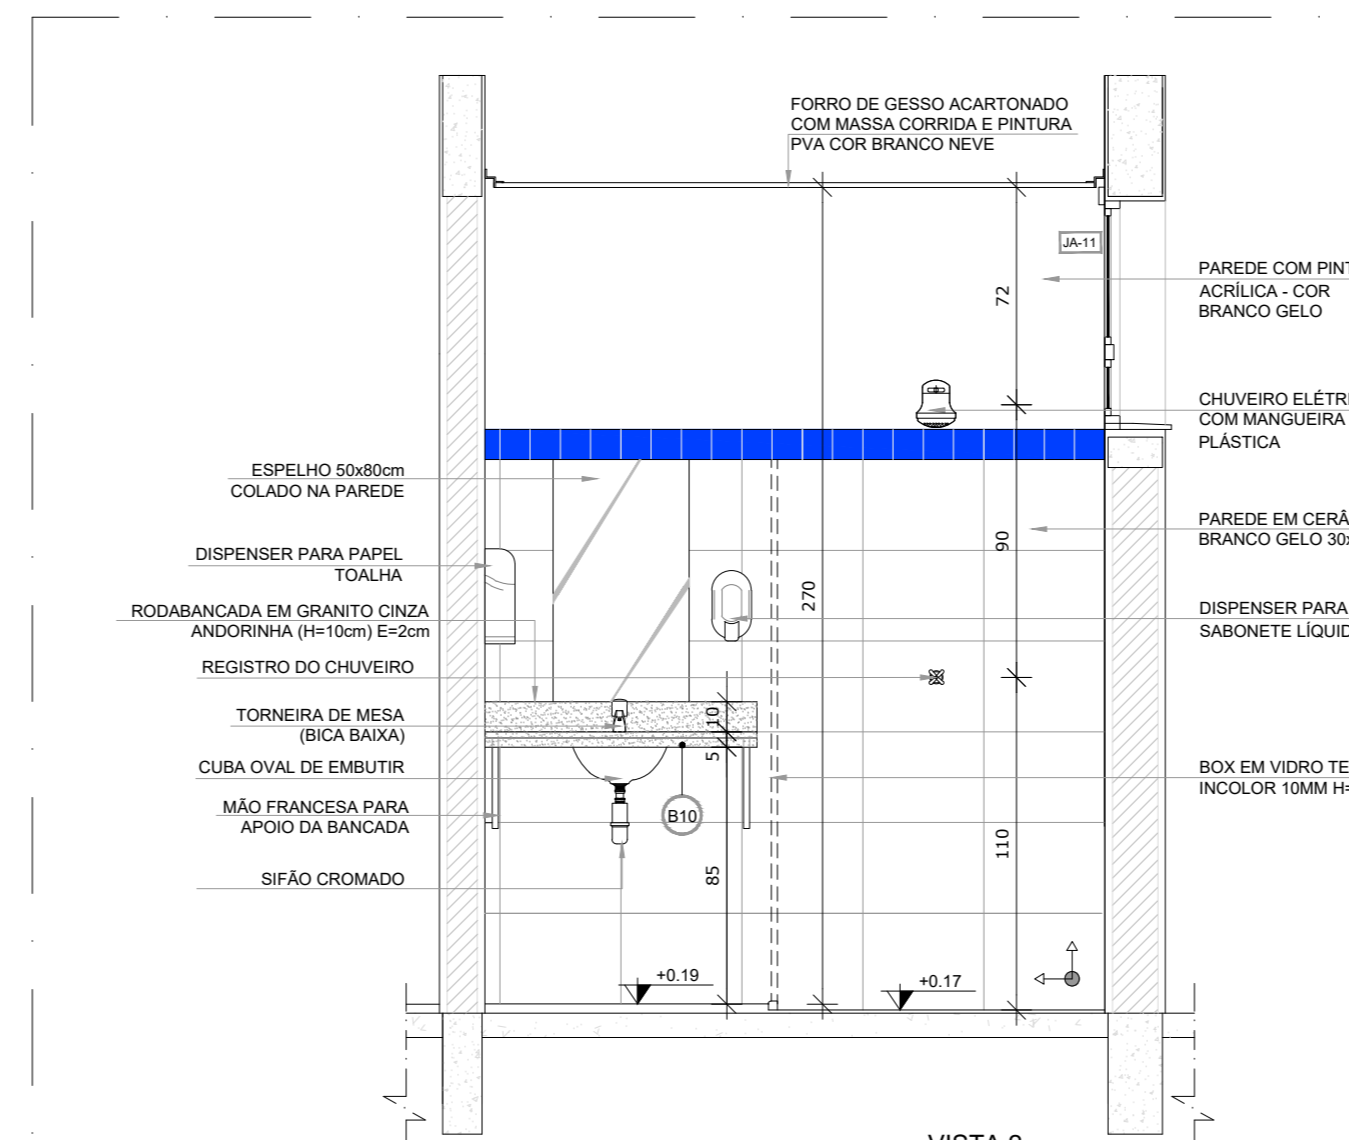 FORRO DE GESSO ACARTONADO
COM MASSA CORRIDA E PINTURA
PVA COR BRANCO NEVE
JA-11
72
PAREDE COM PINT
ACRÍLICA - COR
BRANCO GELO
CHUVEIRO ELÉTRI
COM MANGUEIRA
PLÁSTICA
ESPELHO 50x80cm
COLADO NA PAREDE
PAREDE EM CERÂ
BRANCO GELO 30x
90
DISPENSER PARA PAPEL
TOALHA
270
RODABANCADA EM GRANITO CINZA
ANDORINHA (H=10cm) E=2cm
DISPENSER PARA
SABONETE LÍQUID
REGISTRO DO CHUVEIRO
TORNEIRA DE MESA
(BICA BAIXA)
10
5
CUBA OVAL DE EMBUTIR
BOX EM VIDRO TE
INCOLOR 10MM H=
MÃO FRANCESA PARA
APOIO DA BANCADA
B10
110
85
SIFÃO CROMADO
+0.19
+0.17